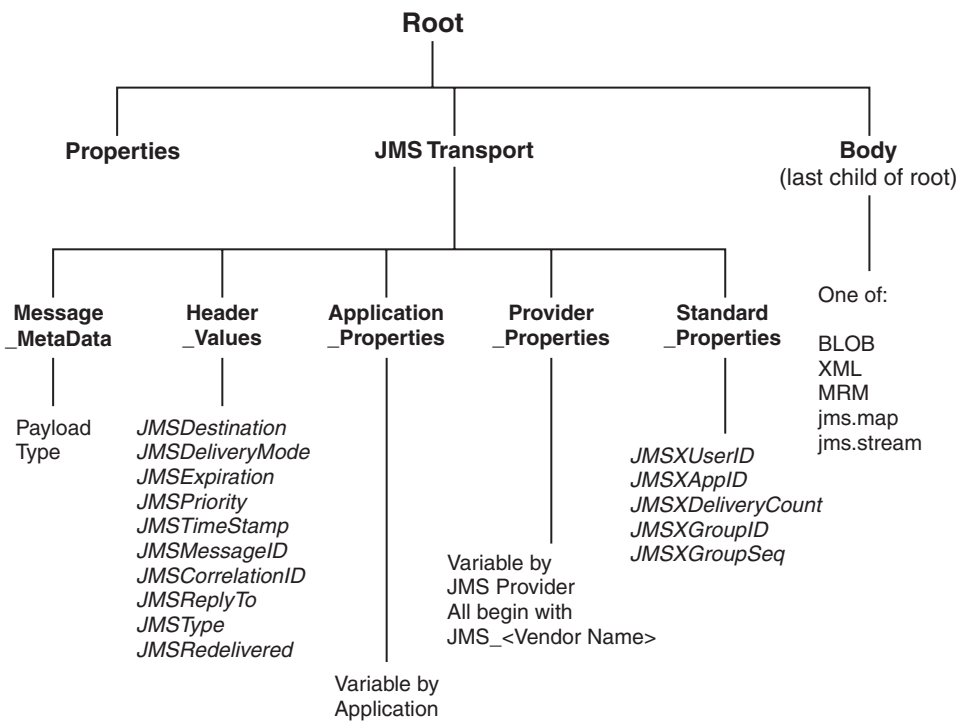 Root
Properties
JMS Transport
Body
(last child of root)
Message
_MetaData
Header
_Values
Application
_Properties
Provider
_Properties
Standard
_Properties
One of:
BLOB
XML
MRM
jms.map
jms.stream
Payload
Type
JMSDestination
JMSDeliveryMode
JMSExpiration
JMSPriority
JMSTimeStamp
JMSMessageID
JMSCorrelationID
JMSReplyTo
JMSType
JMSRedelivered
Variable by
Application
Variable by
JMS Provider
All begin with
JMS_<Vendor Name>
JMSXUserID
JMSXAppID
JMSXDeliveryCount
JMSXGroupID
JMSXGroupSeq